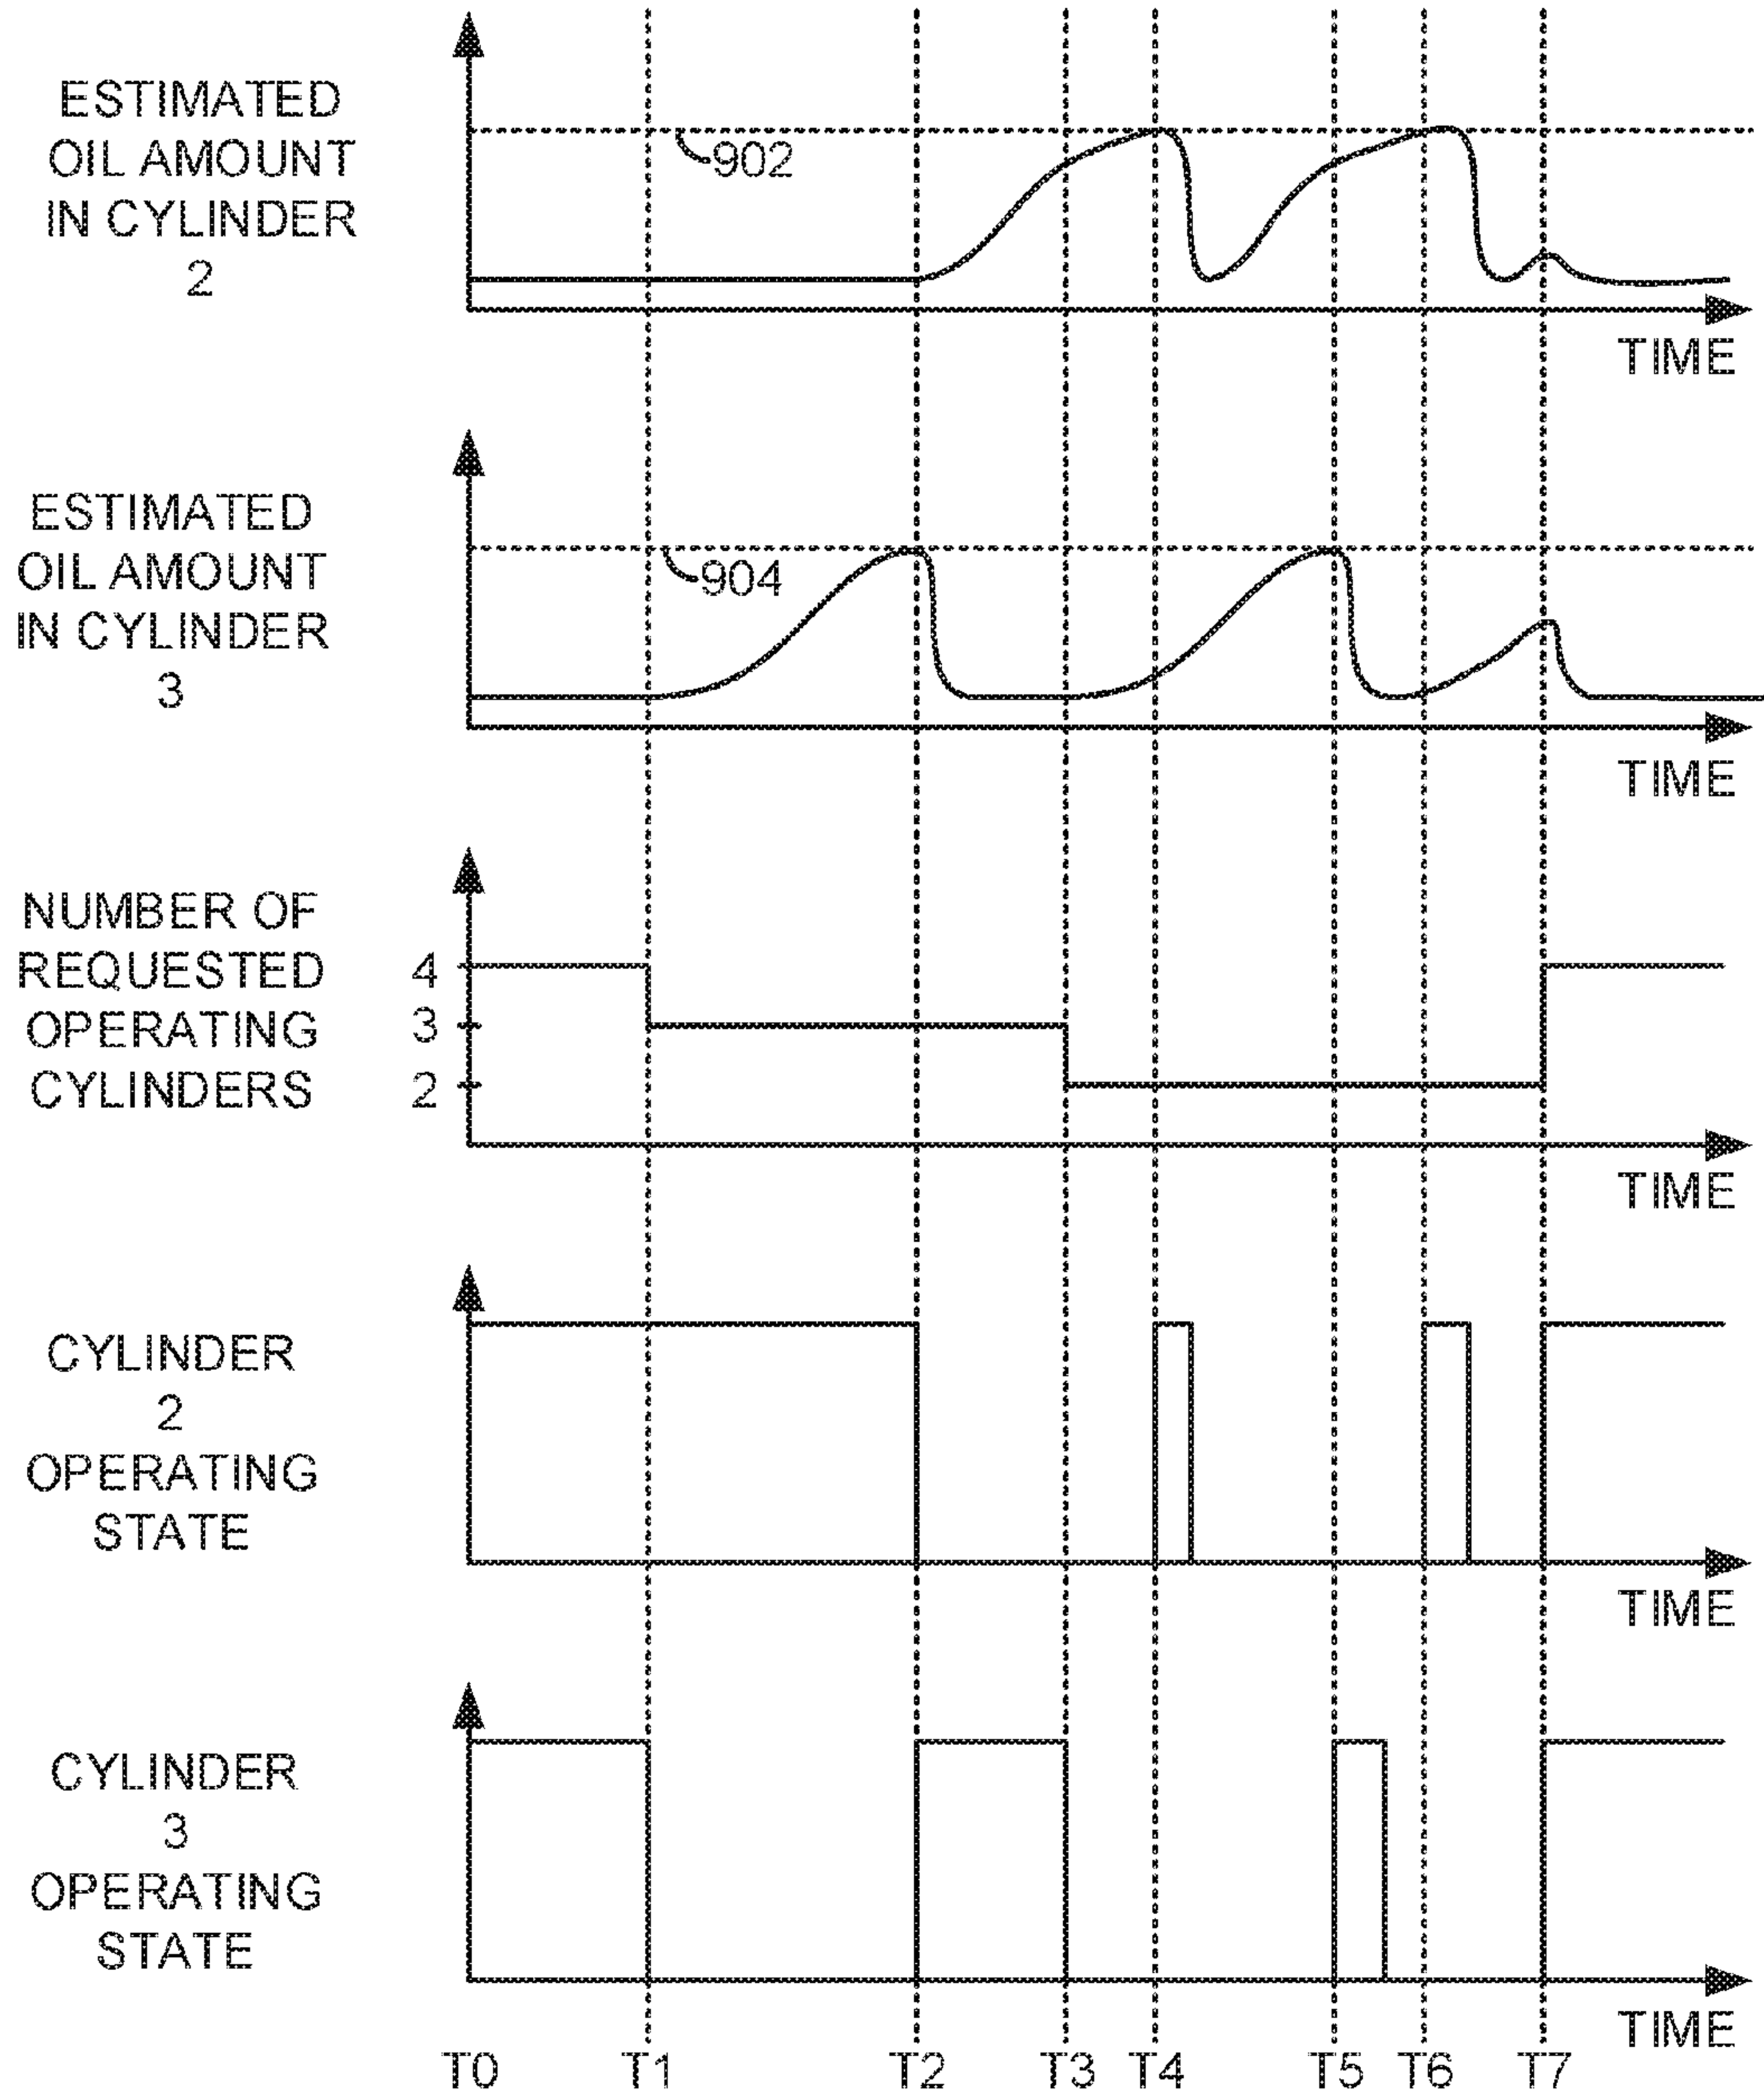 ESTIMATED
OIL AMOUNT
IN CYLINDER
2
902
TIME
ESTIMATED
OIL AMOUNT
IN CYLINDER
3
904
TIME
NUMBER OF
REQUESTED
OPERATING
CYLINDERS
4
3
2
TIME
CYLINDER
2
OPERATING
STATE
TIME
CYLINDER
3
OPERATING
STATE
TIME
T0 T1 T2 T3 T4 T5 T6 T7